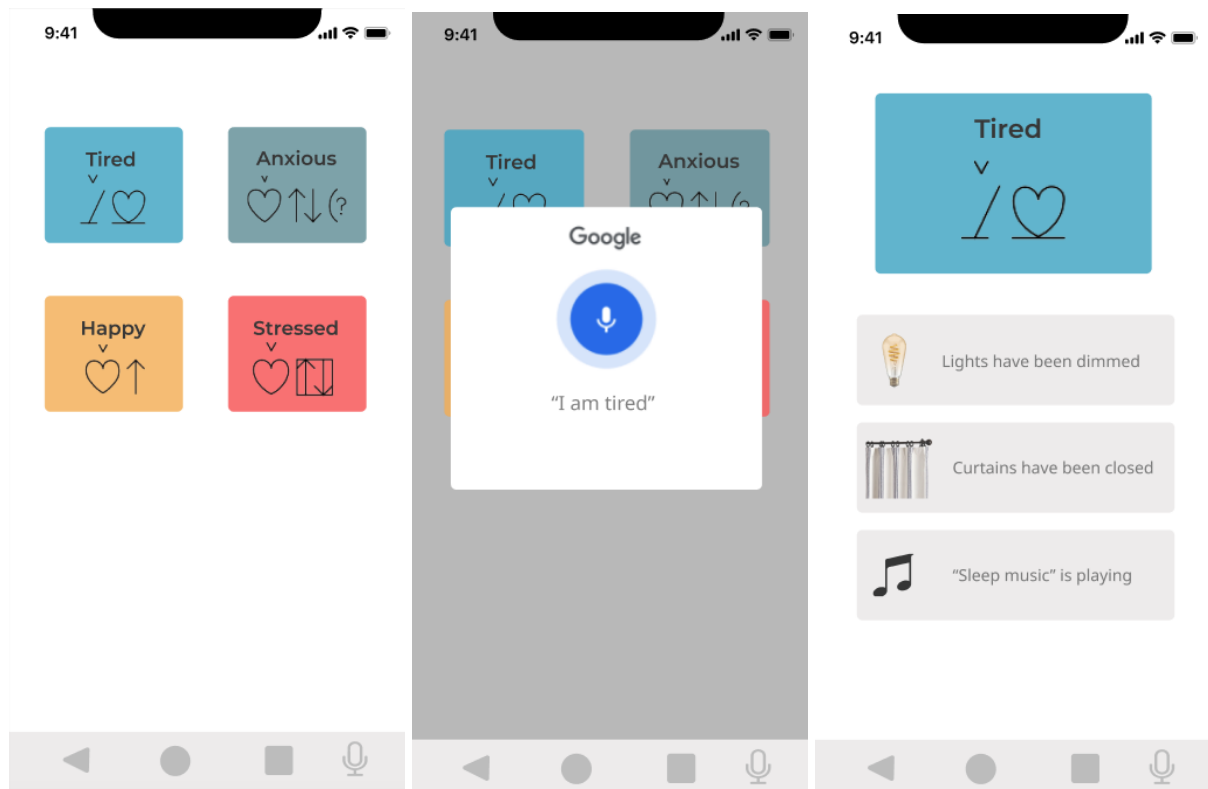 9:41
Tired
Anxious
?
Happy
Stressed
9:41
Tired
Anxious
?
Google
“I am tired”
9:41
Tired
Lights have been dimmed
Curtains have been closed
“Sleep music” is playing